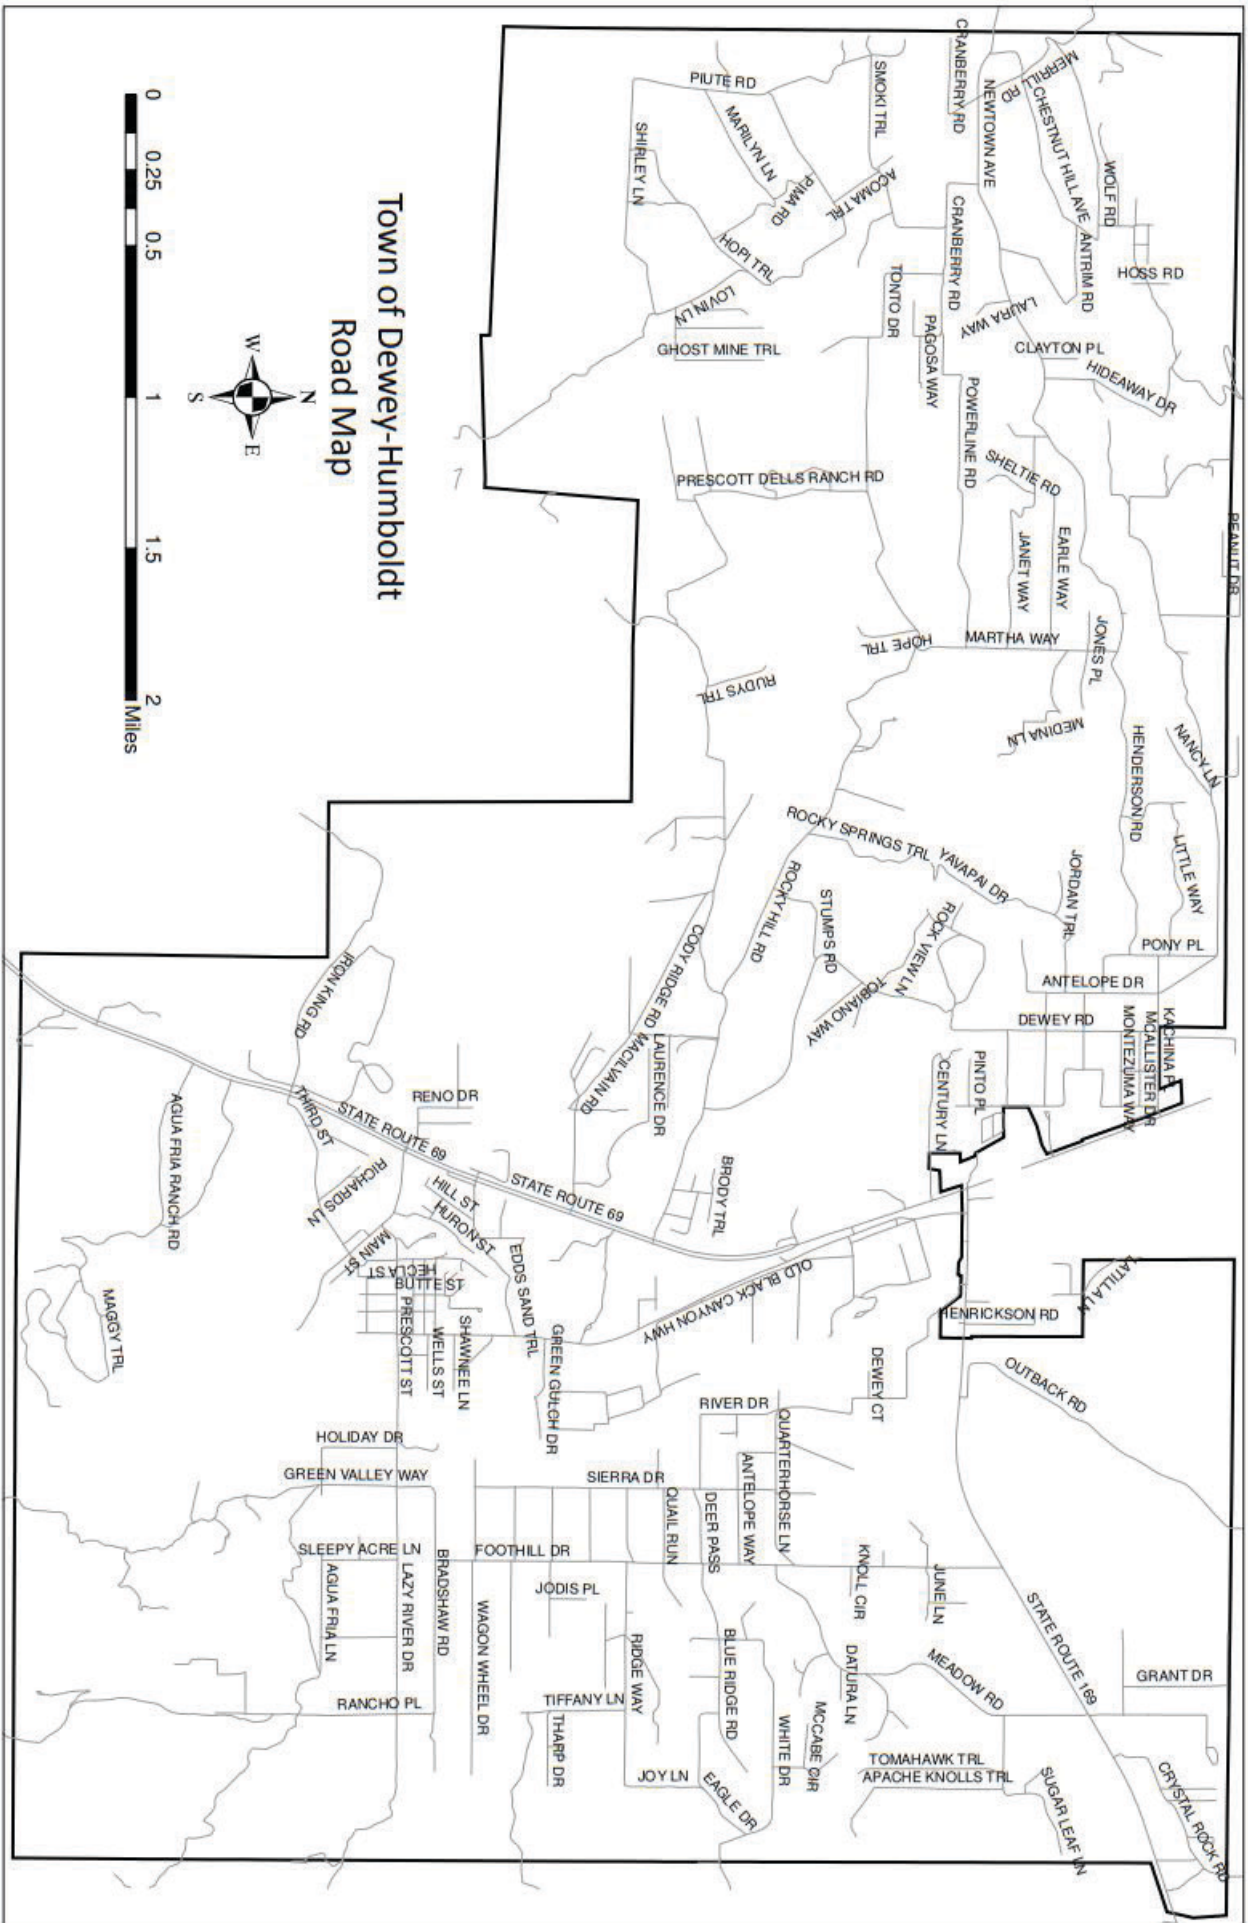 Town of Dewey-Humboldt
Road Map
0
0.25
0.5
1
1.5
2
Miles
N
W
E
S
CRANBERRY RD
NEWTOWN AVE
MERRILL RD
CHESTNUT HILL AVE
WOLF RD
HOSS RD
ANTRIM RD
SMOKI TRL
PIUTE RD
MARILYN LN
SHIRLEY LN
PIMA RD
ACOMA TRL
HOPI TRL
LOVIN LN
GHOST MINE TRL
CRANBERRY RD
TONTO DR
PAGOSA WAY
LAURA WAY
CLAYTON PL
HIDEAWAY DR
POWERLINE RD
SHELTIE RD
PRESCOTT DELLS RANCH RD
JANET WAY
EARLE WAY
PEANUT DR
MARTHA WAY
HOPE TRL
JONES PL
RUDYS TRL
MEDINA LN
HENDERSON RD
NANCY LN
LITTLE WAY
ROCKY SPRINGS TRL
YAVAPAI DR
JORDAN TRL
ROCKY HILL RD
STUMPS RD
ROCK VIEW LN
TOBIANO WAY
PONY PL
ANTELOPE DR
DEWEY RD
KACHINA P
MCALLISTER DR
MONTEZUMA WAY
PINTO PL
CENTURY LN
CODY RIDGE RD
MACILVAIN RD
LAURENCE DR
IRON KING RD
RENO DR
STATE ROUTE 69
STATE ROUTE 69
THIRD ST
RICHARDS LN
AGUA FRIA RANCH RD
MAGGY TRL
BRODY TRL
HILL ST
HURON ST
MAIN ST
HECLA ST
BUTTE ST
EDDS SAND TRL
OLD BLACK CANYON HWY
PRESCOTT ST
WELLS ST
SHAWNEE LN
GREEN GULCH DR
HENRICKSON RD
LATILLA LN
DEWEY CT
OUTBACK RD
RIVER DR
QUARTERHORSE LN
HOLIDAY DR
GREEN VALLEY WAY
SIERRA DR
QUAIL RUN
DEER PASS
ANTELOPE WAY
SLEEPY ACRE LN
FOOTHILL DR
AGUA FRIA LN
LAZY RIVER DR
BRADSHAW RD
WAGON WHEEL DR
JODIS PL
KNOLL CIR
JUNE LN
STATE ROUTE 169
RIDGE WAY
BLUE RIDGE RD
DATURA LN
MEADOW RD
GRANT DR
RANCHO PL
TIFFANY LN
THARP DR
WHITE DR
MCCABE CIR
JOY LN
EAGLE DR
TOMAHAWK TRL
APACHE KNOLLS TRL
SUGAR LEAF LN
CRYSTAL ROCK RD